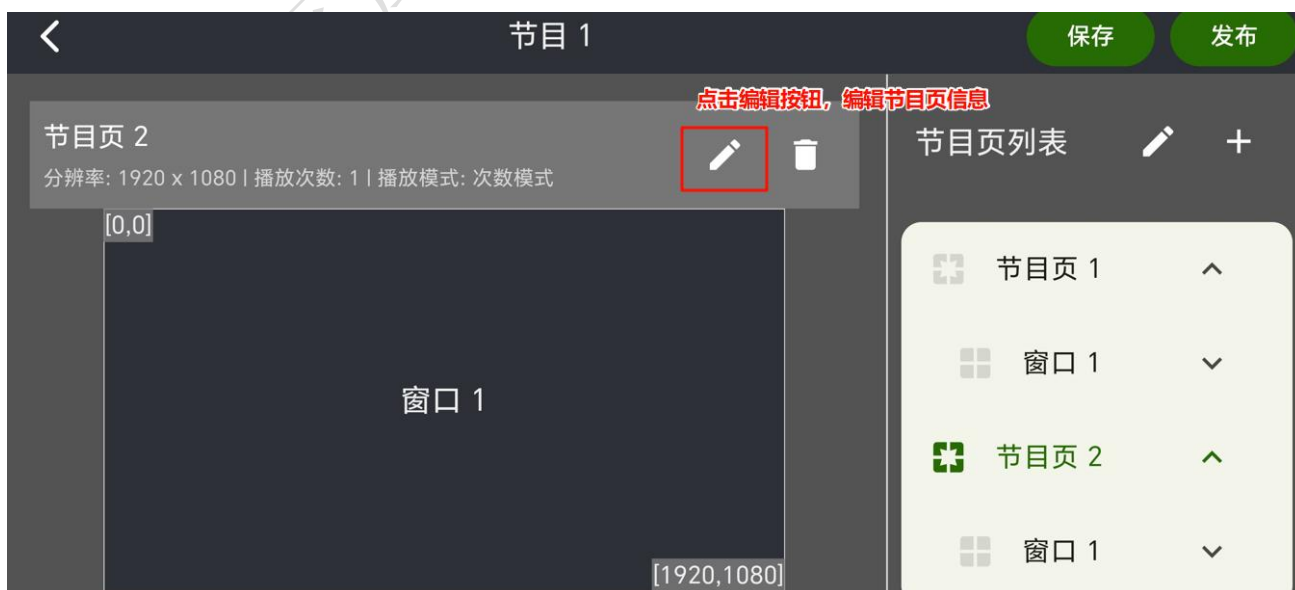 节目 1
保存
发布
点击编辑按钮，编辑节目页信息
节目页 2
分辨率: 1920 x 1080 | 播放次数: 1 | 播放模式: 次数模式
[0,0]
窗口 1
[1920,1080]
节目页列表
节目页 1
窗口 1
节目页 2
窗口 1